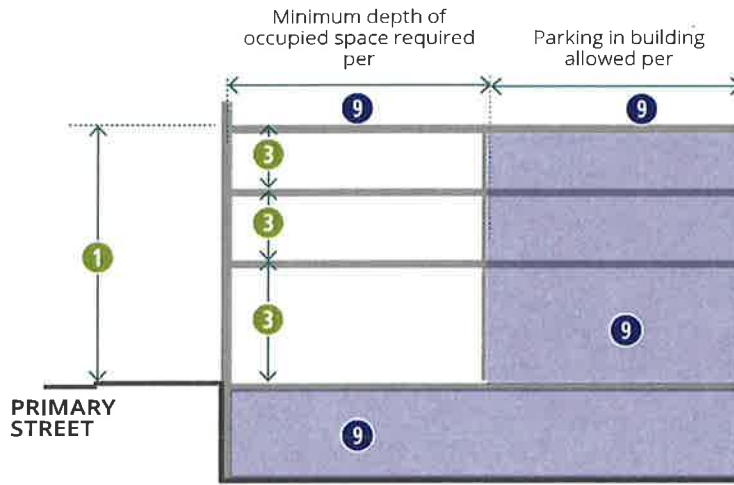 Minimum depth of
occupied space required
per
Parking in building
allowed per
9
9
3
3
1
3
9
PRIMARY
STREET
9